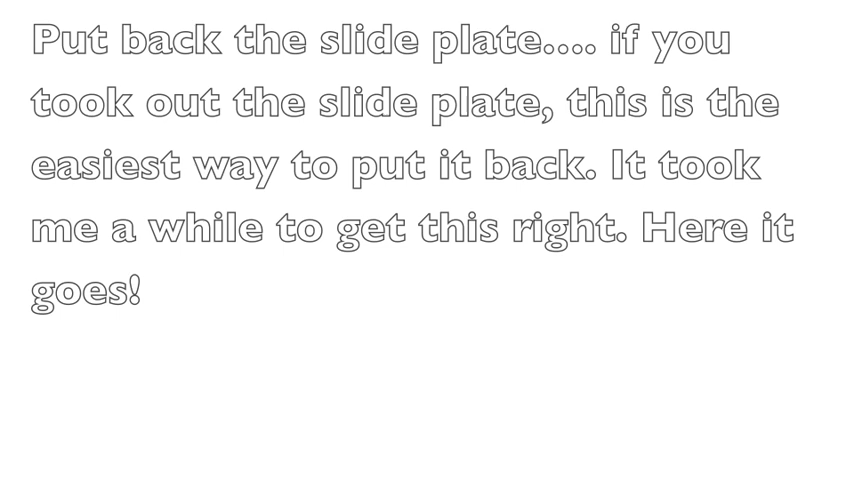 Put back the slide plate.... if you
took out the slide plate, this is the
easiest way to put it back. It took
me a while to get this right. Here it
goes!